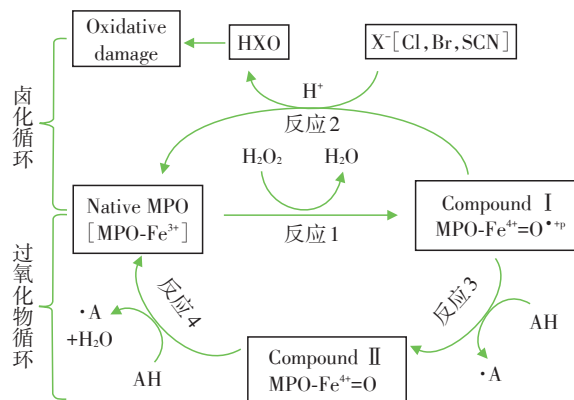 Oxidative
damage
HXO
X⁻[Cl,Br,SCN]
H⁺
反应2
卤化循环
H₂O₂
H₂O
Native MPO
[MPO-Fe³⁺]
反应1
Compound Ⅰ
MPO-Fe⁴⁺=O•⁺ᵖ
过氧化物循环
反应4
反应3
·A
+H₂O
AH
AH
·A
Compound Ⅱ
MPO-Fe⁴⁺=O